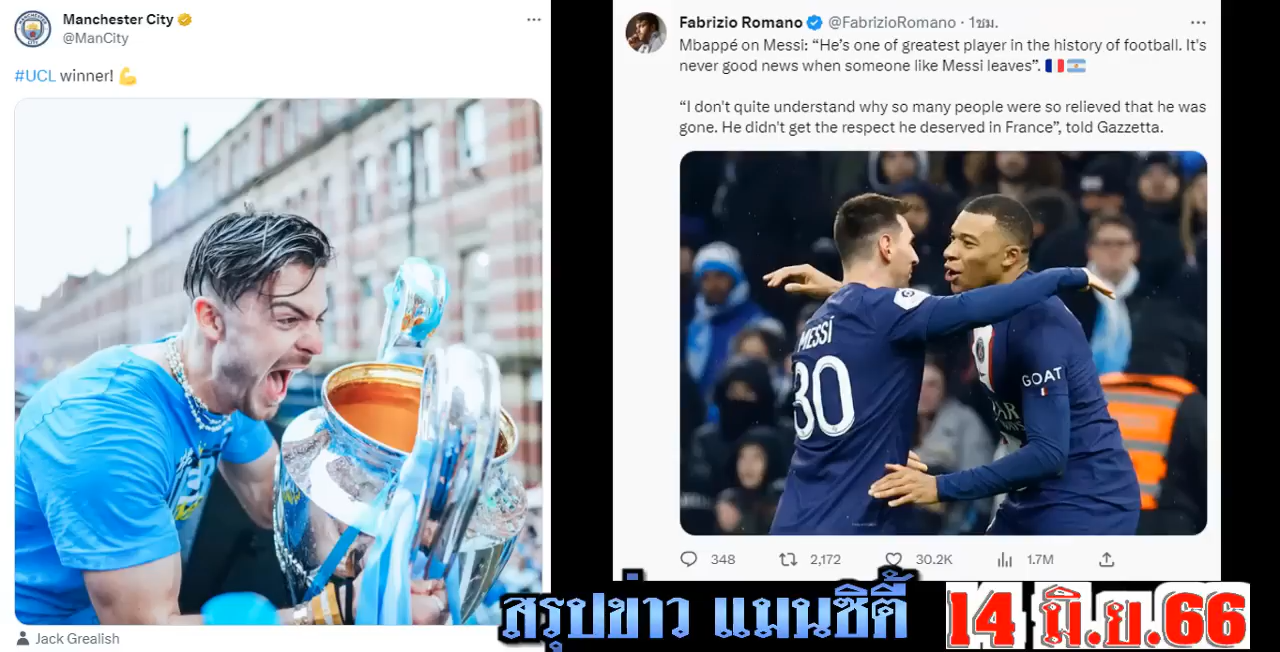 Manchester City
@ManCity
#UCL winner!
Jack Grealish
Fabrizio Romano @FabrizioRomano · 1ชม.
Mbappé on Messi: “He’s one of greatest player in the history of football. It's
never good news when someone like Messi leaves”.
“I don't quite understand why so many people were so relieved that he was
gone. He didn't get the respect he deserved in France”, told Gazzetta.
MESSI
30
GOAT
348 2,172 30.2K 1.7M
สรุปข่าว แมนซิตี้ 14 มิ.ย.66